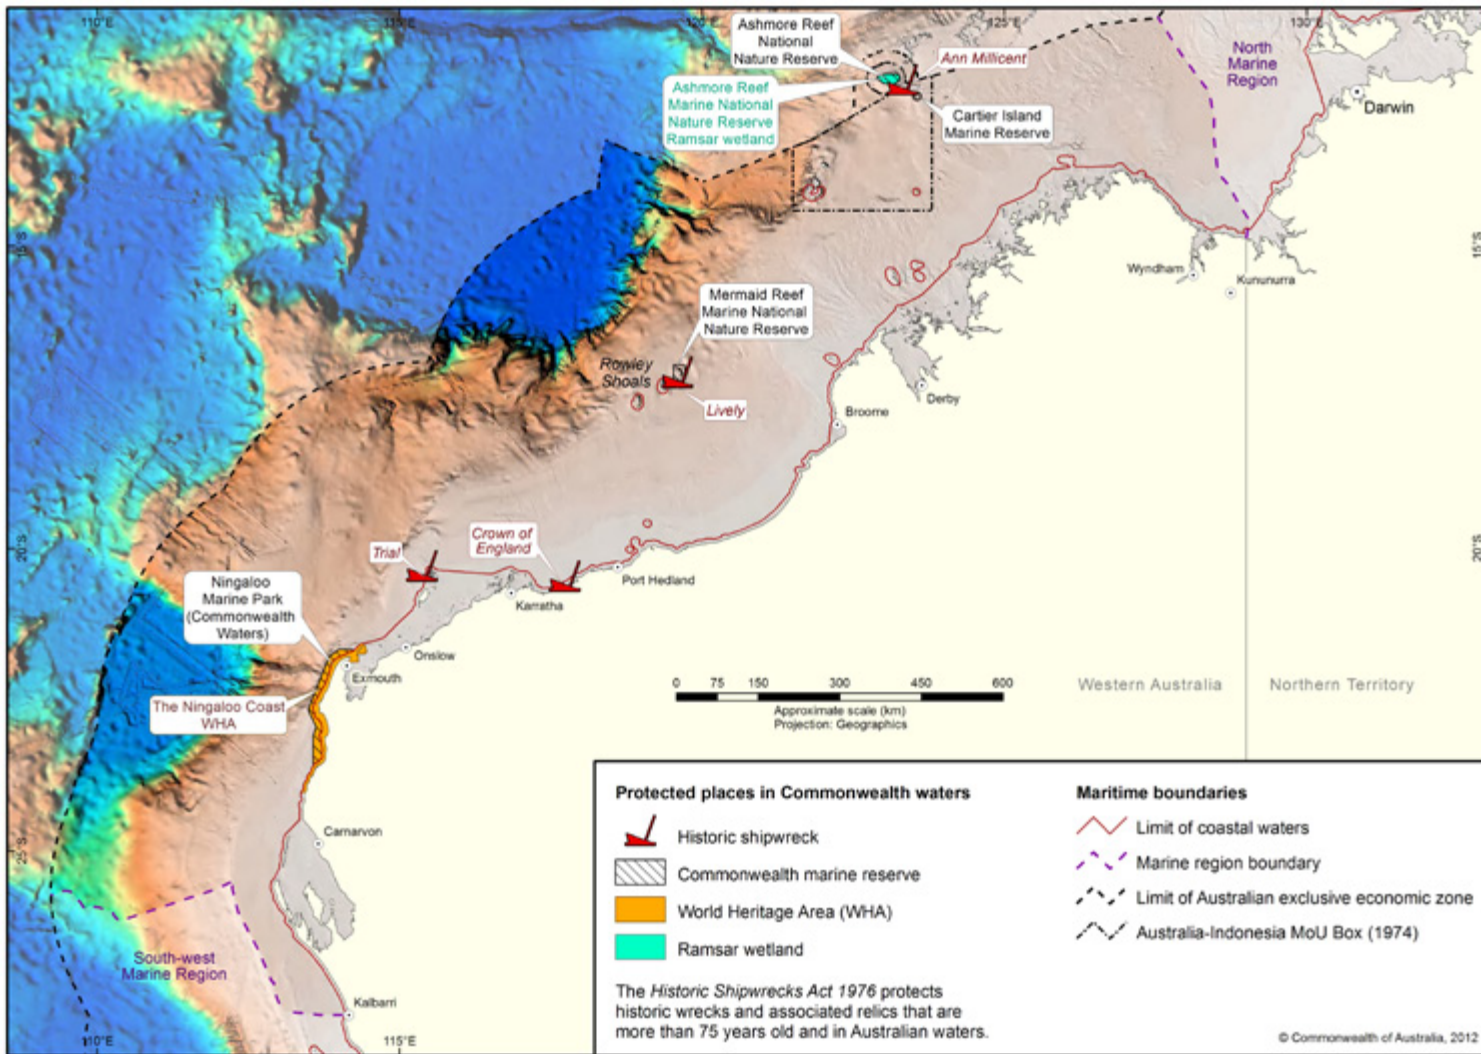 110°E
115°E
120°E
125°E
130°E
Ashmore Reef
National
Nature Reserve
Ann Millicent
North
Marine
Region
Ashmore Reef
Marine National
Nature Reserve
Ramsar wetland
Cartier Island
Marine Reserve
Darwin
15°S
15°S
Wyndham
Kununurra
Mermaid Reef
Marine National
Nature Reserve
Rowley
Shoals
Lively
Derby
Broome
20°S
20°S
Crown of
England
Trial
Port Hedland
Karratha
Ningaloo
Marine Park
(Commonwealth
Waters)
Onslow
Exmouth
The Ningaloo Coast
WHA
0 75 150 300 450 600
Approximate scale (km)
Projection: Geographics
Western Australia
Northern Territory
Carnarvon
25°S
South-west
Marine Region
Kalbarri
110°E
115°E
Protected places in Commonwealth waters
Historic shipwreck
Commonwealth marine reserve
World Heritage Area (WHA)
Ramsar wetland
The Historic Shipwrecks Act 1976 protects
historic wrecks and associated relics that are
more than 75 years old and in Australian waters.
Maritime boundaries
Limit of coastal waters
Marine region boundary
Limit of Australian exclusive economic zone
Australia-Indonesia MoU Box (1974)
© Commonwealth of Australia, 2012